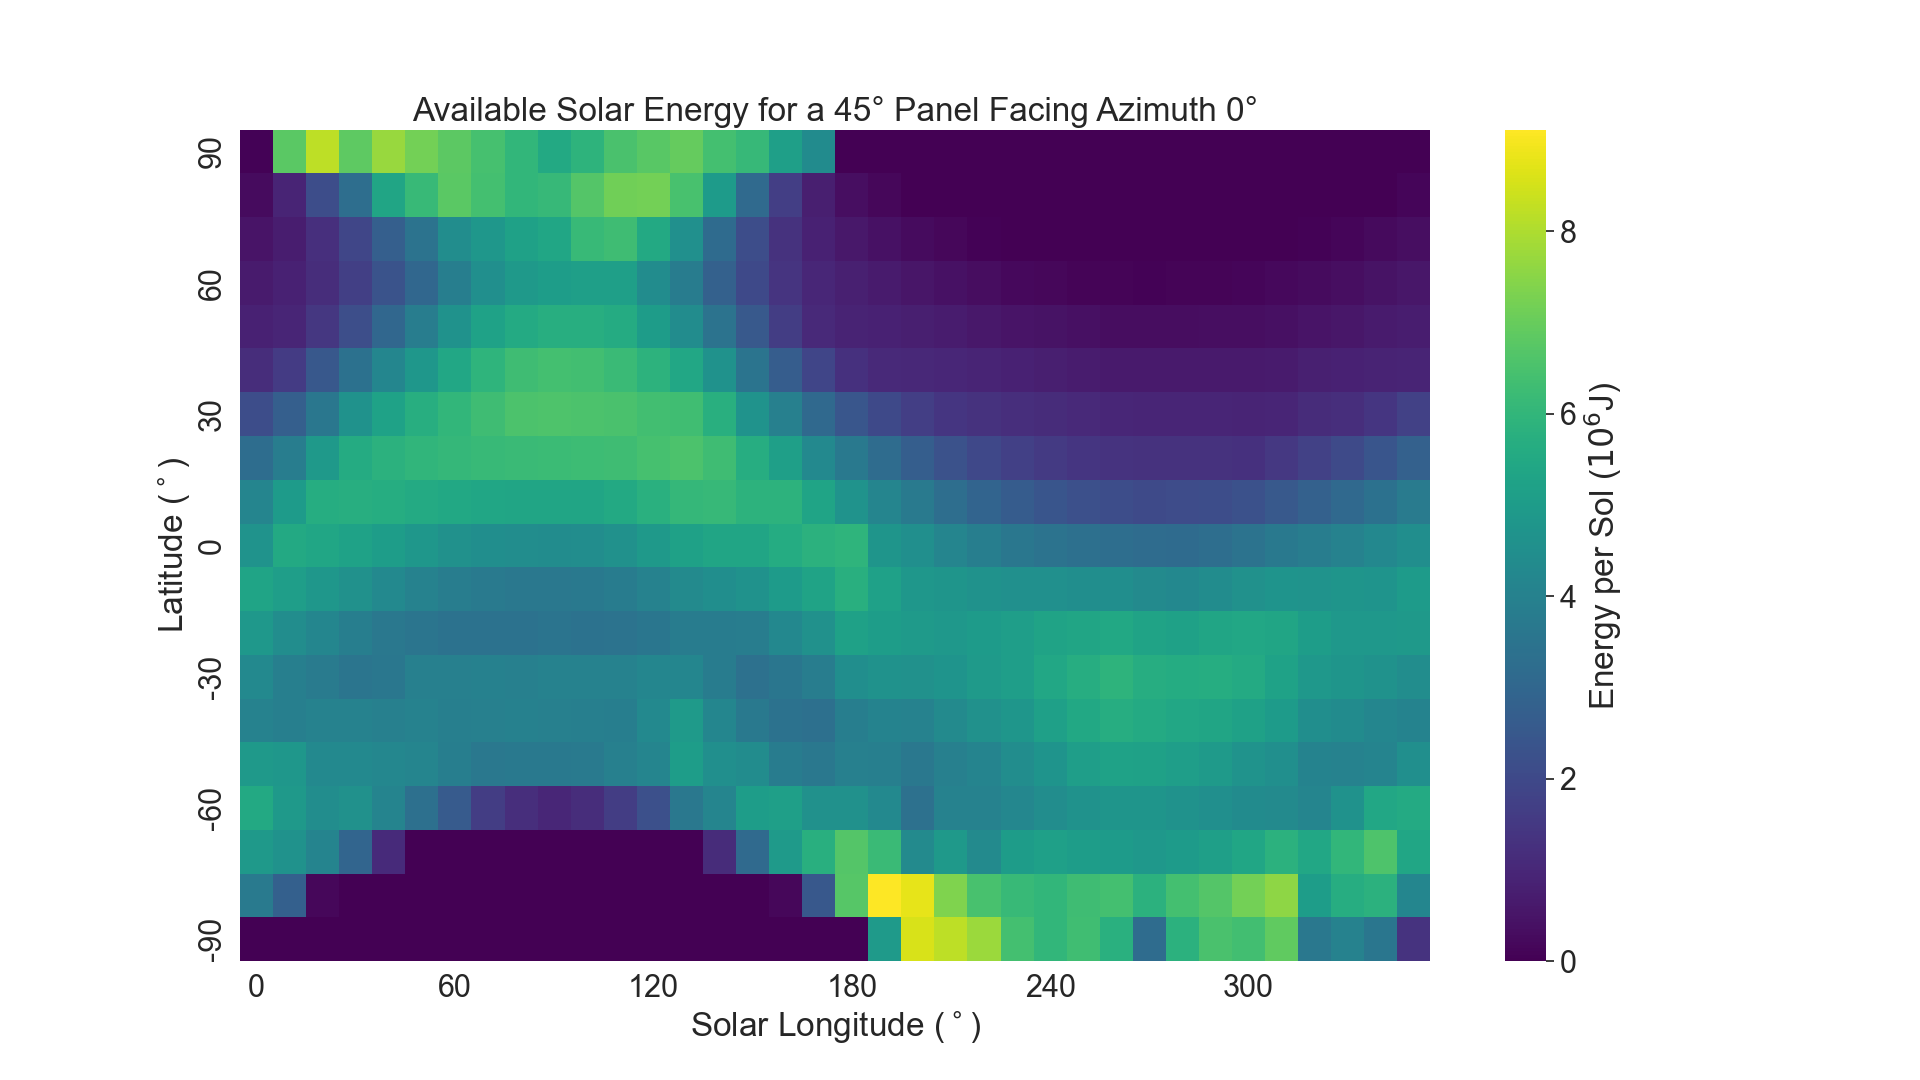 Available Solar Energy for a 45° Panel Facing Azimuth 0°
90
60
30
0
-30
-60
-90
Latitude (°)
0 60 120 180 240 300
Solar Longitude (°)
8
6
4
2
0
Energy per Sol (10⁶J)